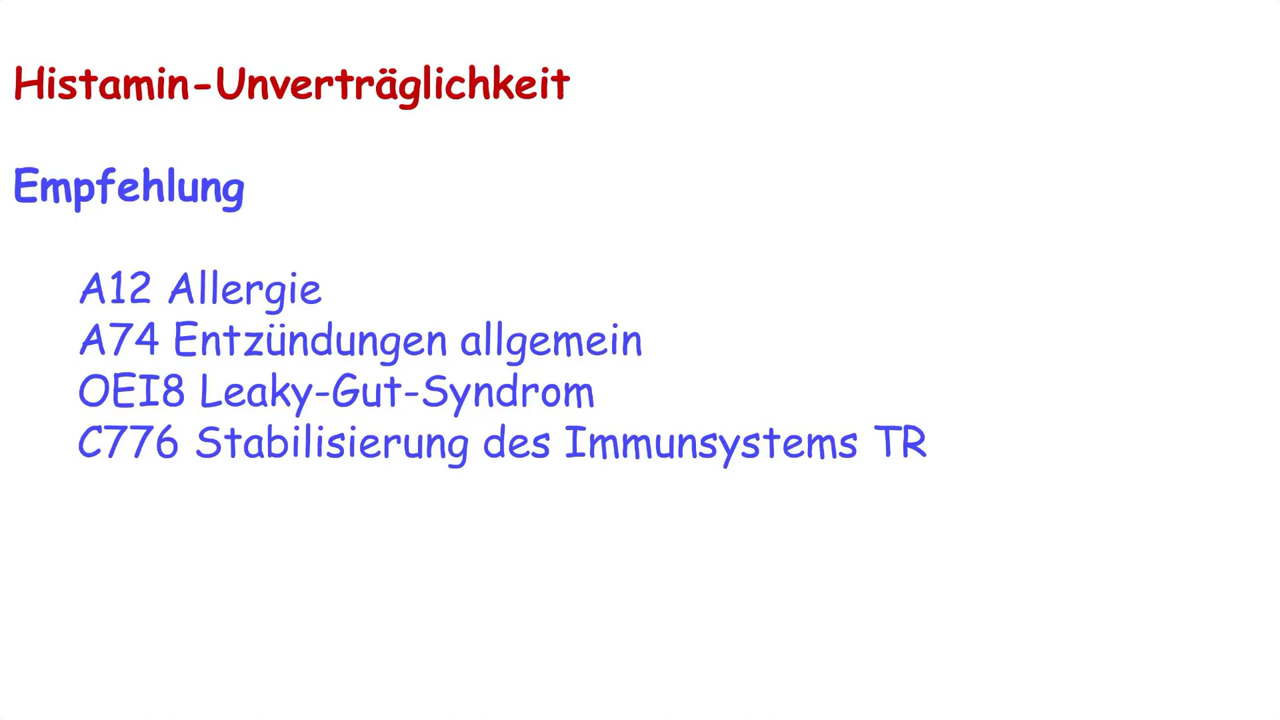 Histamin-Unverträglichkeit
Empfehlung
A12 Allergie
A74 Entzündungen allgemein
OEI8 Leaky-Gut-Syndrom
C776 Stabilisierung des Immunsystems TR